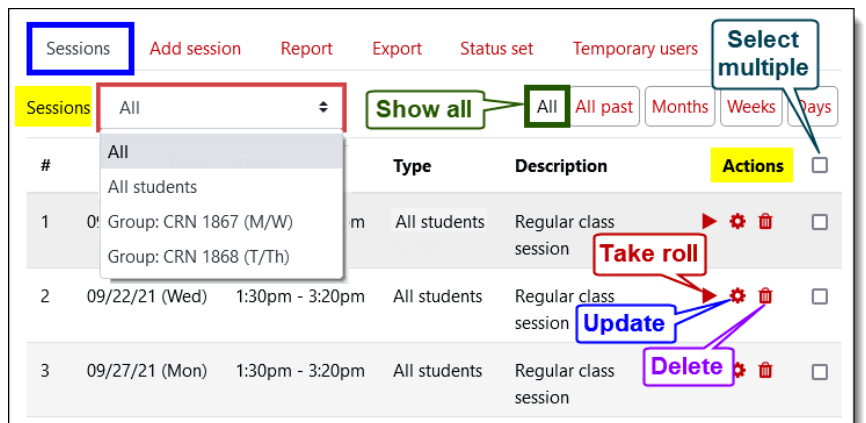 Sessions Add session Report Export Status set Temporary users
Select
multiple
Sessions All
Show all
All All past Months Weeks Days
All
All students
Group: CRN 1867 (M/W)
Group: CRN 1868 (T/Th)
# Type Description Actions
1 All students Regular class
session
Take roll
2 09/22/21 (Wed) 1:30pm - 3:20pm All students Regular class
session
Update
Delete
3 09/27/21 (Mon) 1:30pm - 3:20pm All students Regular class
session